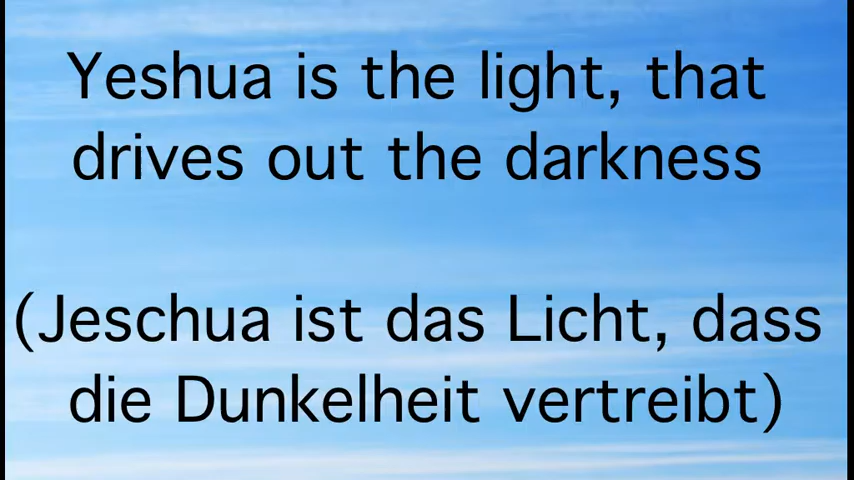 Yeshua is the light, that
drives out the darkness
(Jeschua ist das Licht, dass
die Dunkelheit vertreibt)